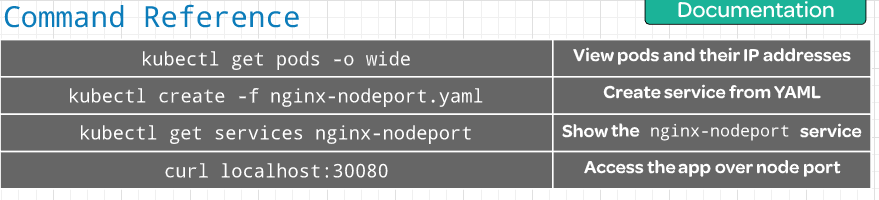 Command Reference
Documentation
kubectl get pods -o wide
View pods and their IP addresses
kubectl create -f nginx-nodeport.yaml
Create service from YAML
kubectl get services nginx-nodeport
Show the nginx-nodeport service
curl localhost:30080
Access the app over node port